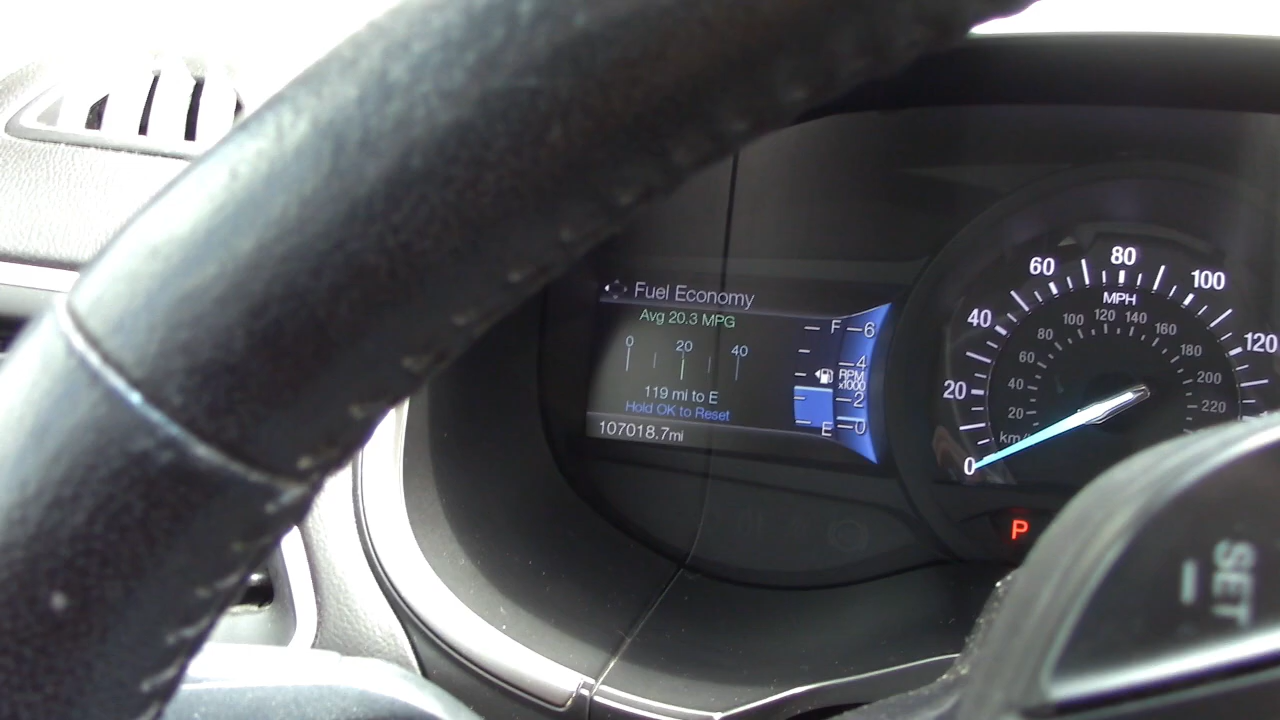 Fuel Economy
Avg 20.3 MPG
0 20 40
119 mi to E
Hold OK to Reset
107018.7mi
F
E
6
4
RPM
x1000
2
0
0 20 40 60 80 100 120
MPH
20 40 60 80 100 120 140 160 180 200 220
km/
P
SET